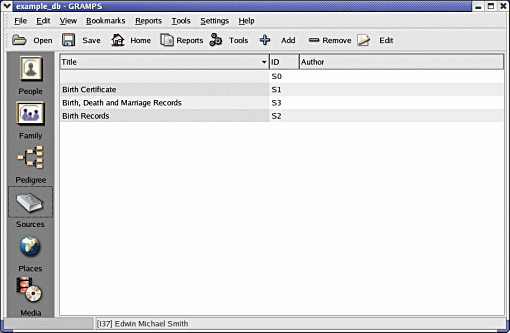 example_db - GRAMPS
File Edit View Bookmarks Reports Tools Settings Help
Open Save Home Reports Tools Add Remove Edit
Title ID Author
S0
Birth Certificate S1
Birth, Death and Marriage Records S3
Birth Records S2
People
Family
Pedigree
Sources
Places
Media
[I37] Edwin Michael Smith